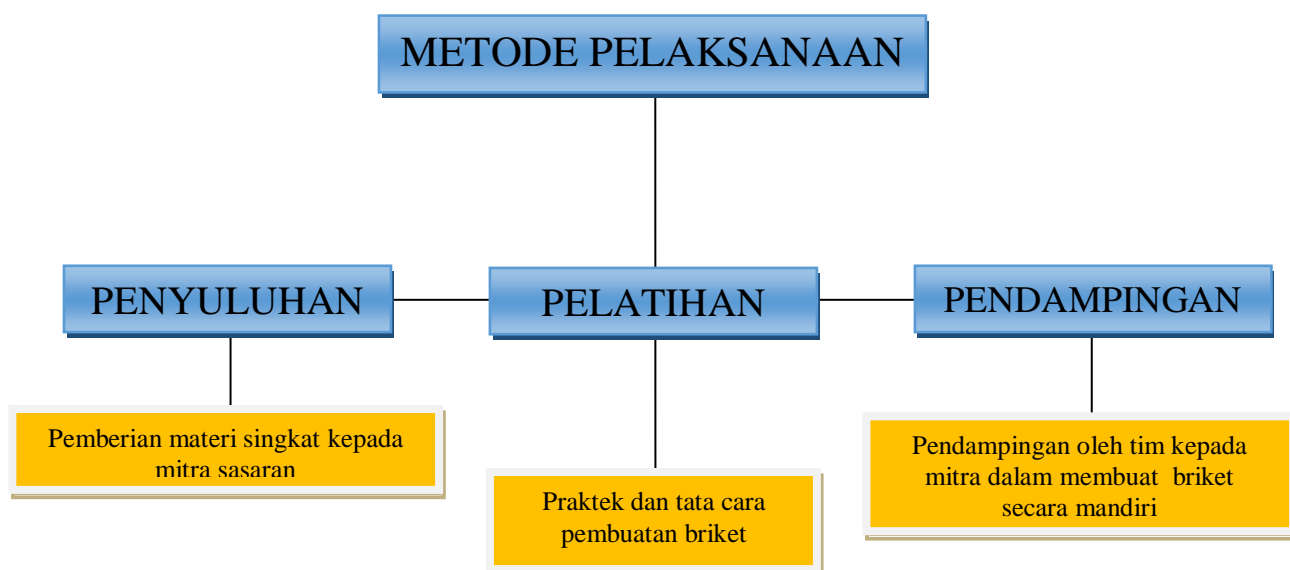 METODE PELAKSANAAN
PENYULUHAN
PELATIHAN
PENDAMPINGAN
Pemberian materi singkat kepada
mitra sasaran
Praktek dan tata cara
pembuatan briket
Pendampingan oleh tim kepada
mitra dalam membuat briket
secara mandiri